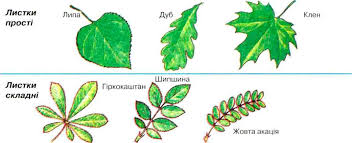 Листки
прості
Липа
Дуб
Клен
Листки
складні
Гіркокаштан
Шипшина
Жовта акація